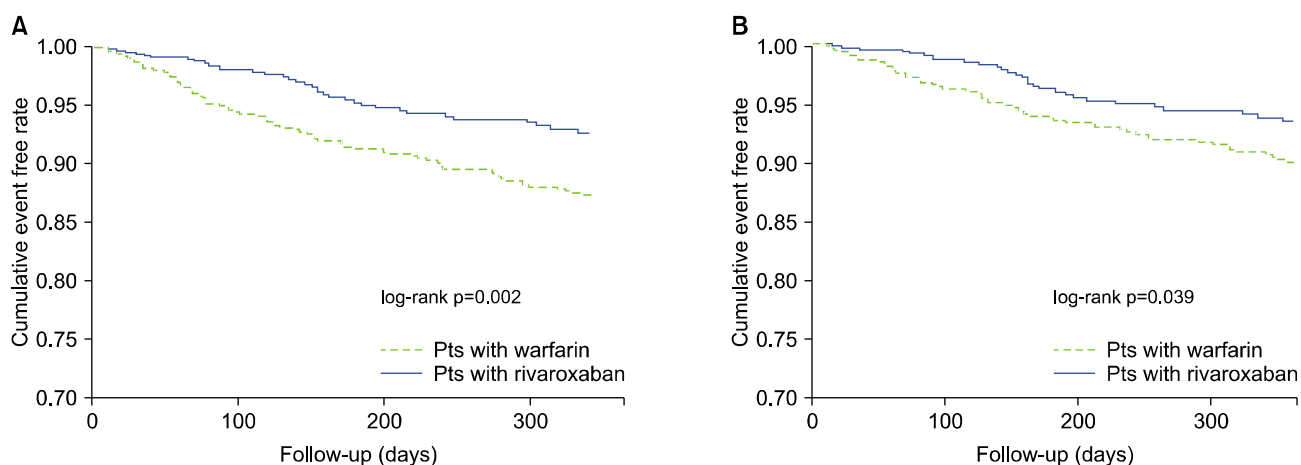 A
Cumulative event free rate
1.00
0.95
0.90
0.85
0.80
0.75
0.70
log-rank p=0.002
Pts with warfarin
Pts with rivaroxaban
0 100 200 300
Follow-up (days)
B
Cumulative event free rate
1.00
0.95
0.90
0.85
0.80
0.75
0.70
log-rank p=0.039
Pts with warfarin
Pts with rivaroxaban
0 100 200 300
Follow-up (days)